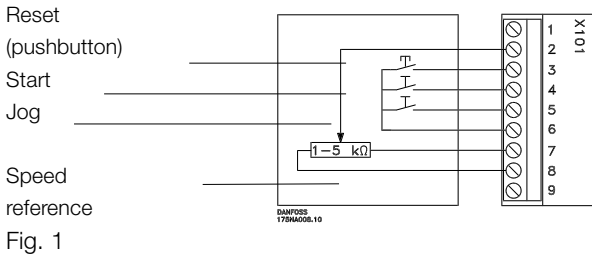 Reset
(pushbutton)
Start
Jog
Speed
reference
Fig. 1
1-5 kΩ
DANFOSS
175NA008.10
X101
1
2
3
4
5
6
7
8
9